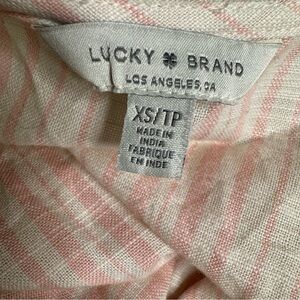 LUCKY BRAND
LOS ANGELES, CA
XS/TP
MADE IN
INDIA
FABRIQUE
EN INDE